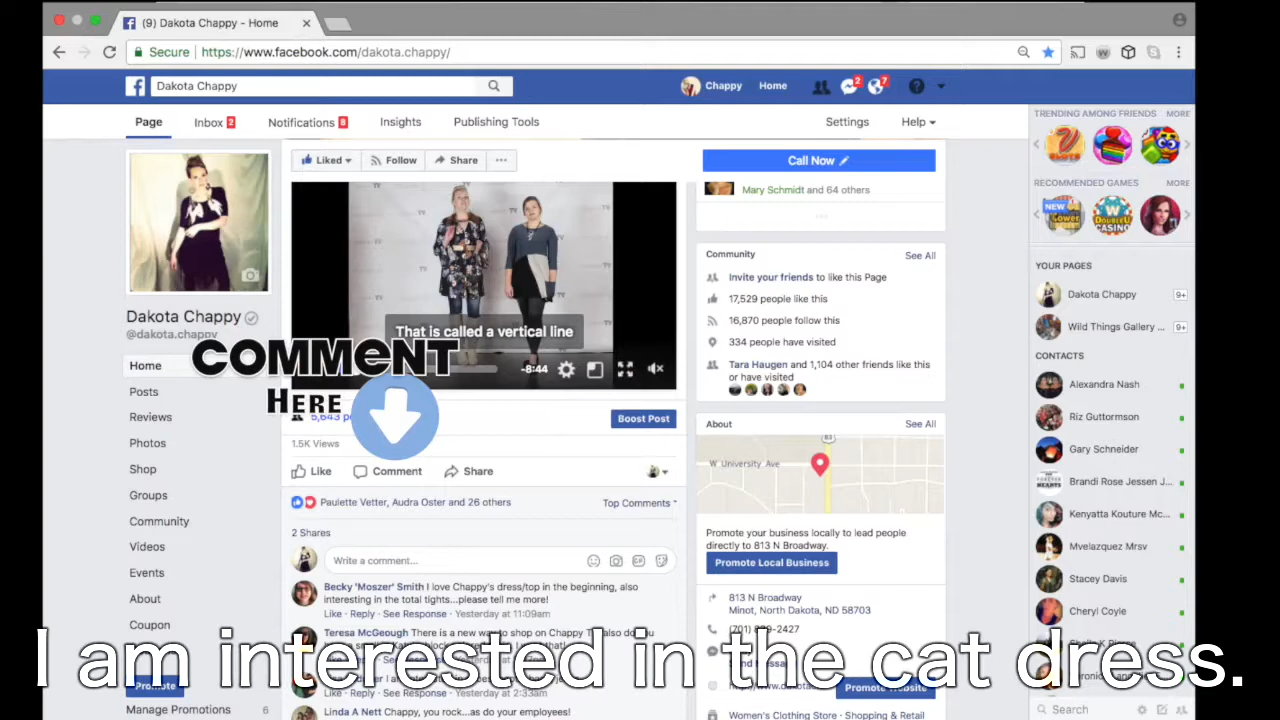 (9) Dakota Chappy - Home
Secure https://www.facebook.com/dakota.chappy/
Dakota Chappy
Chappy Home 2 7
Page Inbox 2 Notifications 8 Insights Publishing Tools Settings Help
Liked Follow Share ...
Call Now
Mary Schmidt and 64 others
That is called a vertical line
-8:44
Dakota Chappy
@dakota.chappy
COMMENT
HERE
Boost Post
1.5K Views
Like Comment Share
Paulette Vetter, Audra Oster and 26 others
Top Comments
2 Shares
Write a comment...
Becky 'Moszer' Smith I love Chappy's dress/top in the beginning, also
interesting in the total tights...please tell me more!
Like · Reply · See Response · Yesterday at 11:09am
Teresa McGeough There is a new way to shop on Chappy
Linda A Nett Chappy, you rock...as do your employees!
Home
Posts
Reviews
Photos
Shop
Groups
Community
Videos
Events
About
Coupon
Promote
Manage Promotions 6
Community See All
Invite your friends to like this Page
17,529 people like this
16,870 people follow this
334 people have visited
Tara Haugen and 1,104 other friends like this
or have visited
About See All
83
W University Ave
Promote your business locally to lead people
directly to 813 N Broadway.
Promote Local Business
813 N Broadway
Minot, North Dakota, ND 58703
Promote Website
Women's Clothing Store · Shopping & Retail
TRENDING AMONG FRIENDS MORE
RECOMMENDED GAMES MORE
NEW
YOUR PAGES
Dakota Chappy 9+
Wild Things Gallery ... 9+
CONTACTS
Alexandra Nash
Riz Guttormson
Gary Schneider
Brandi Rose Jessen J...
Kenyatta Kouture Mc...
Mvelazquez Mrsv
Stacey Davis
Cheryl Coyle
Search
I am interested in the cat dress.